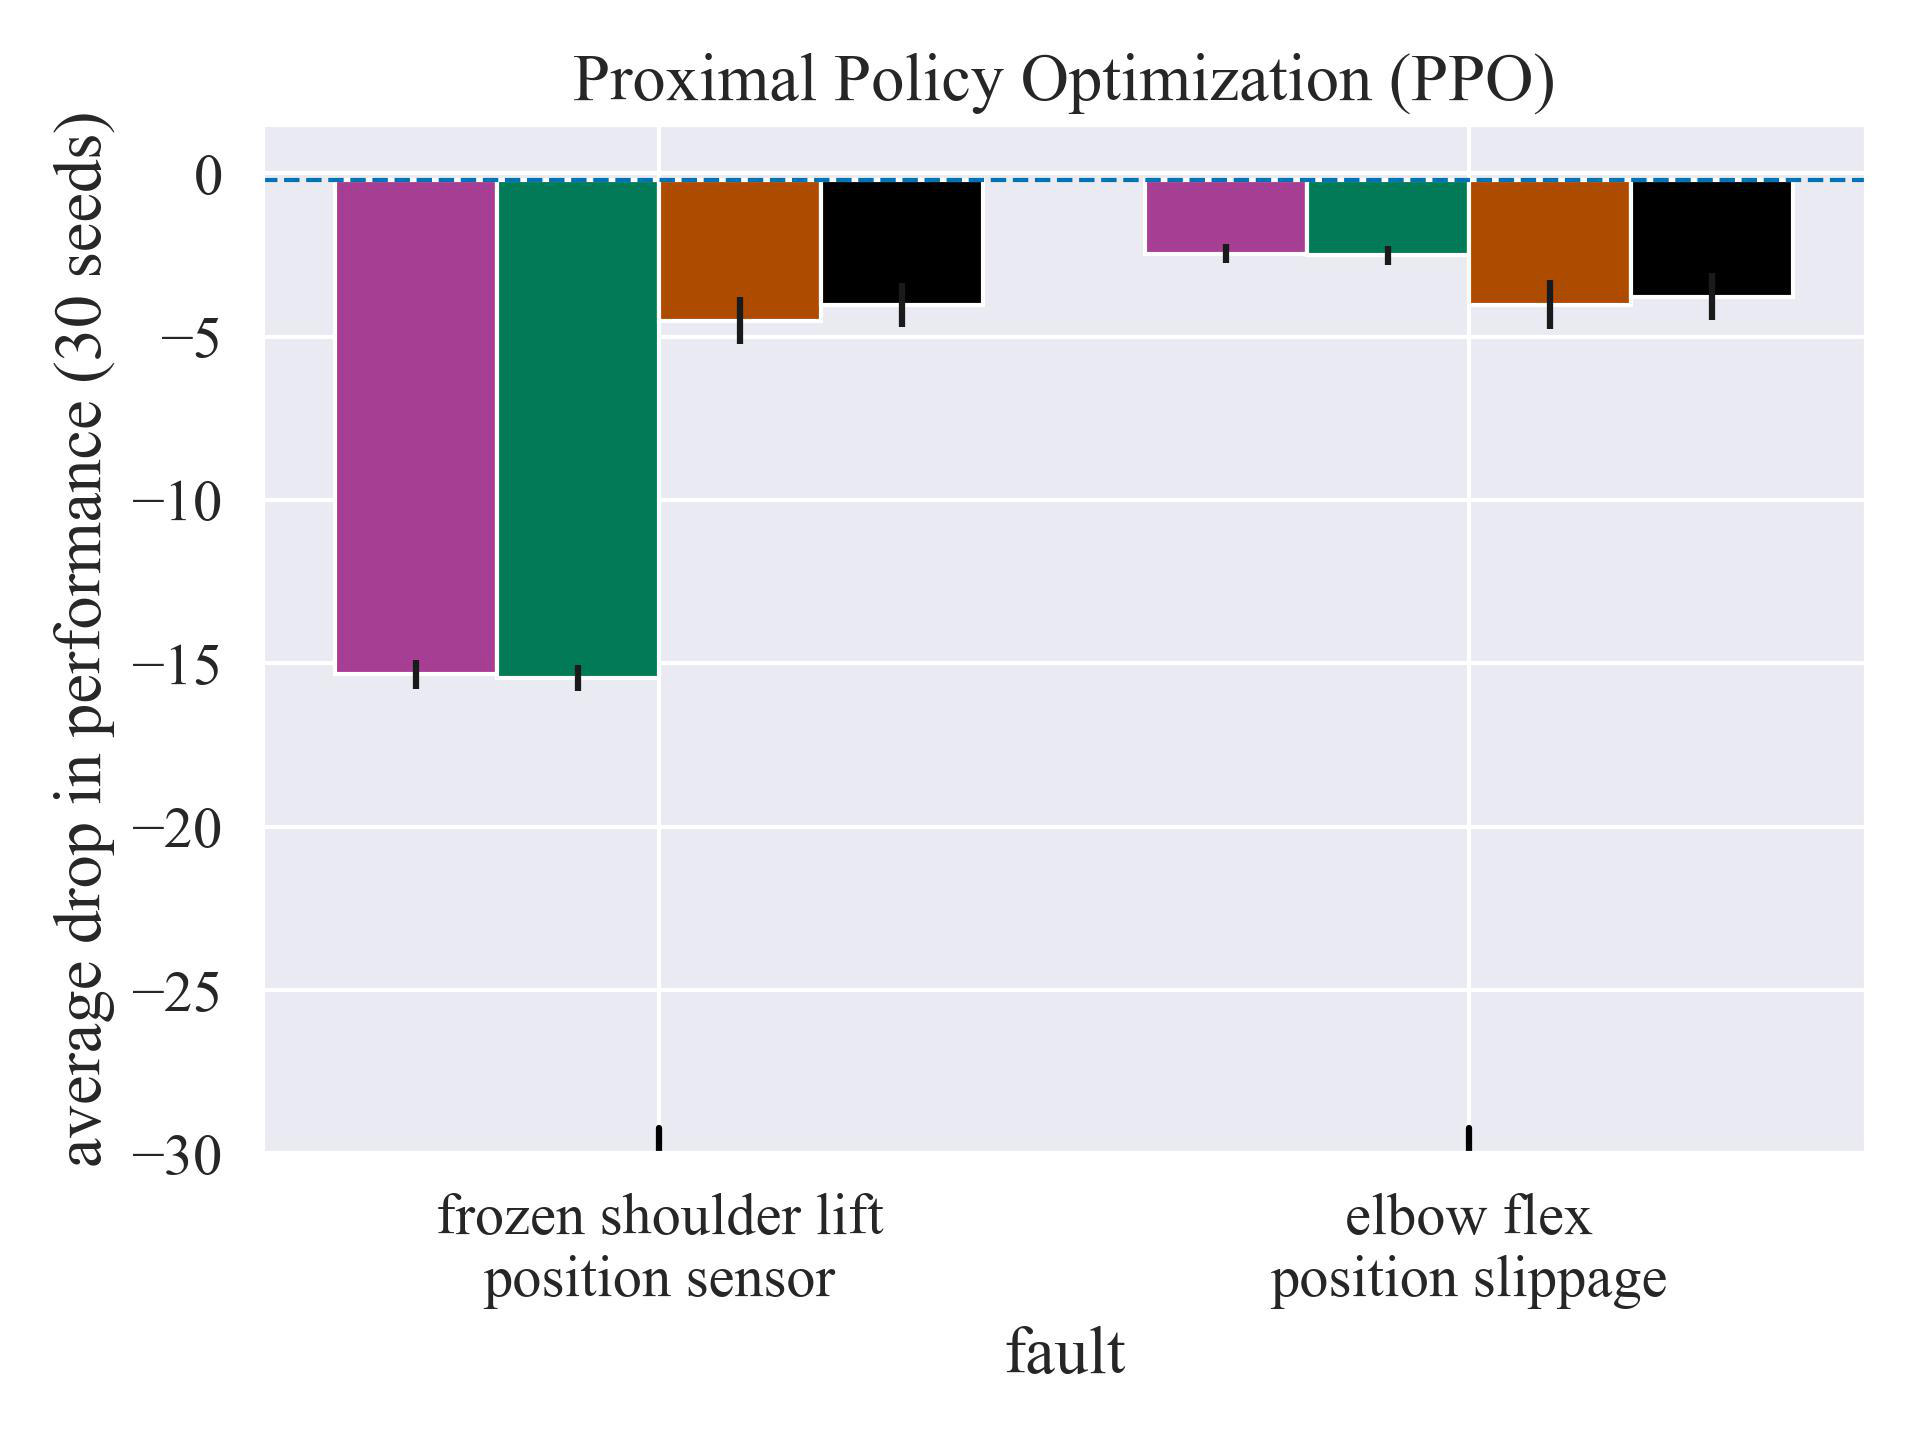 Proximal Policy Optimization (PPO)
average drop in performance (30 seeds)
0
−5
−10
−15
−20
−25
−30
frozen shoulder lift
position sensor
elbow flex
position slippage
fault